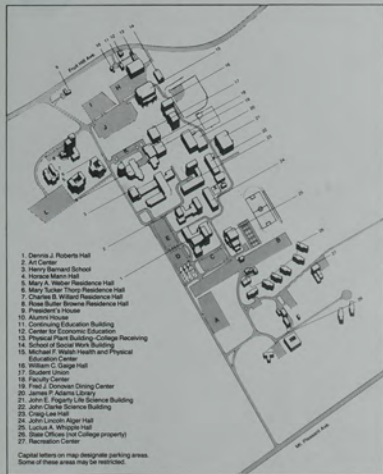 Fruit Hill Ave.
1. Dennis J. Roberts Hall
2. Art Center
3. Henry Barnard School
4. Horace Mann Hall
5. Mary A. Weber Residence Hall
6. Mary Tucker Thorp Residence Hall
7. Charles B. Willard Residence Hall
8. Rose Butler Browne Residence Hall
9. President's House
10. Alumni House
11. Continuing Education Building
12. Center for Economic Education
13. Physical Plant Building-College Receiving
14. School of Social Work Building
15. Michael F. Walsh Health and Physical
Education Center
16. William C. Gaige Hall
17. Student Union
18. Faculty Center
19. Fred J. Donovan Dining Center
20. James P. Adams Library
21. John E. Fogarty Life Science Building
22. John Clarke Science Building
23. Craig-Lee Hall
24. John Lincoln Alger Hall
25. Lucius A. Whipple Hall
26. State Offices (not College property)
27. Recreation Center
Capital letters on map designate parking areas.
Some of these areas may be restricted.
Mt. Pleasant Ave.